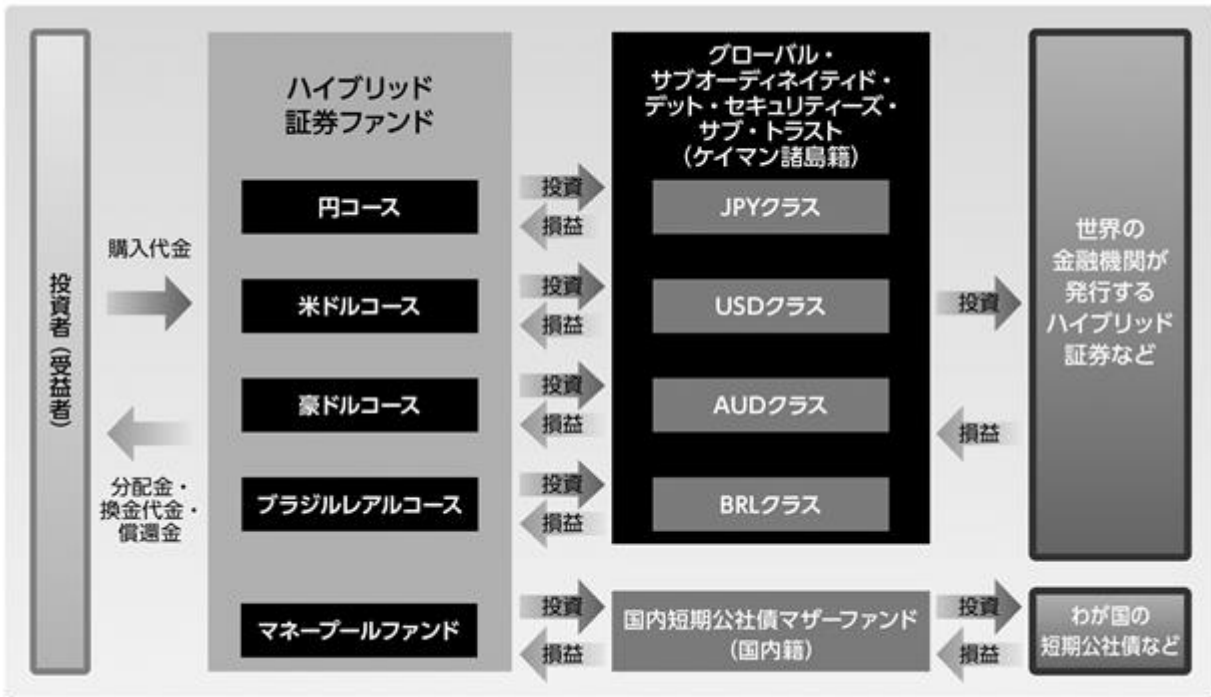 投資者（受益者）
購入代金
分配金・
換金代金・
償還金
ハイブリッド
証券ファンド
円コース
米ドルコース
豪ドルコース
ブラジルレアルコース
マネープールファンド
投資
損益
投資
損益
投資
損益
投資
損益
投資
損益
グローバル・
サブオーディネイティド・
デット・セキュリティーズ・
サブ・トラスト
（ケイマン諸島籍）
JPYクラス
USDクラス
AUDクラス
BRLクラス
国内短期公社債マザーファンド
（国内籍）
投資
損益
投資
損益
世界の
金融機関が
発行する
ハイブリッド
証券など
わが国の
短期公社債など